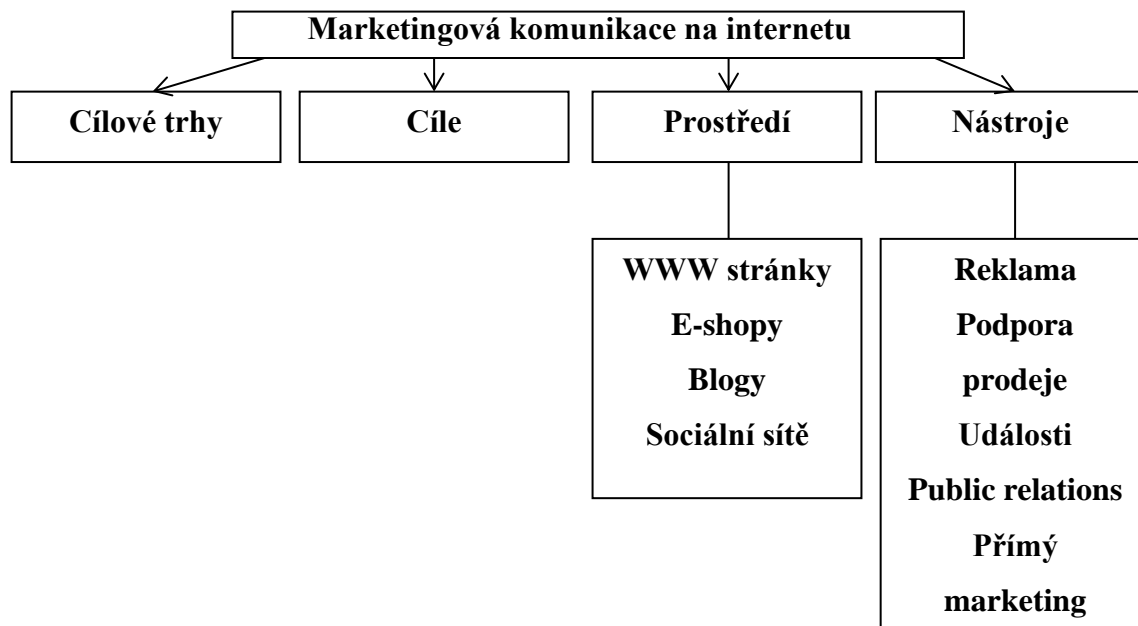 Marketingová komunikace na internetu
Cílové trhy
Cíle
Prostředí
Nástroje
WWW stránky
E-shopy
Blogy
Sociální sítě
Reklama
Podpora
prodeje
Události
Public relations
Přímý
marketing